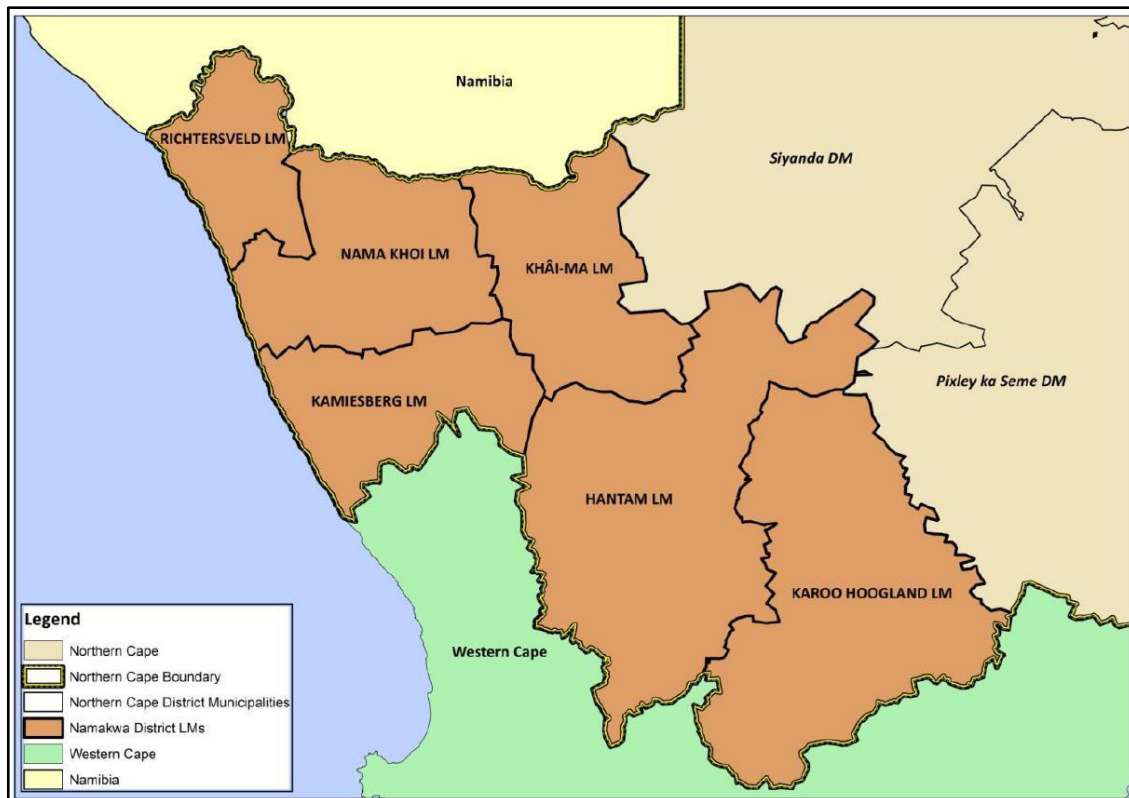 Namibia
RICHTERSVELD LM
Siyanda DM
NAMA KHOI LM
KHÂI-MA LM
Pixley ka Seme DM
KAMIESBERG LM
HANTAM LM
KAROO HOOGLAND LM
Western Cape
Legend
Northern Cape
Northern Cape Boundary
Northern Cape District Municipalities
Namakwa District LMs
Western Cape
Namibia